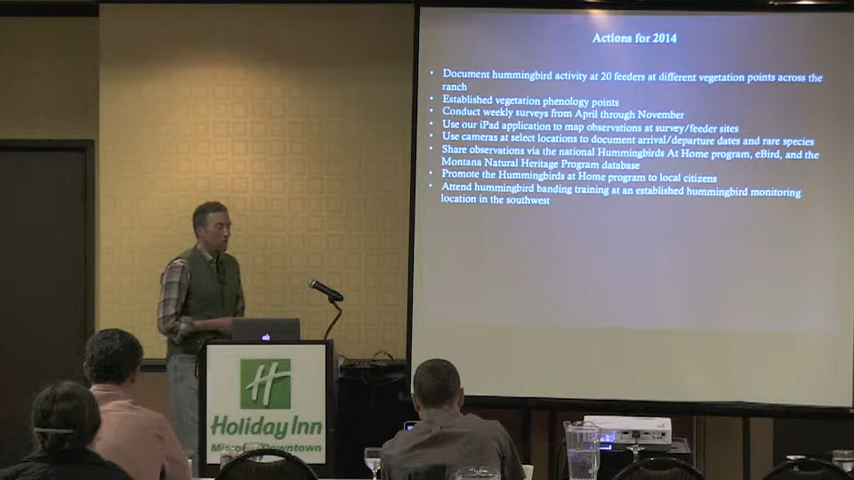 Actions for 2014
• Document hummingbird activity at 20 feeders at different vegetation points across the
ranch
• Established vegetation phenology points
• Conduct weekly surveys from April through November
• Use our iPad application to map observations at survey/feeder sites
• Use cameras at select locations to document arrival/departure dates and rare species
• Share observations via the national Hummingbirds At Home program, eBird, and the
Montana Natural Heritage Program database
• Promote the Hummingbirds at Home program to local citizens
• Attend hummingbird banding training at an established hummingbird monitoring
location in the southwest
H
Holiday Inn
Downtown